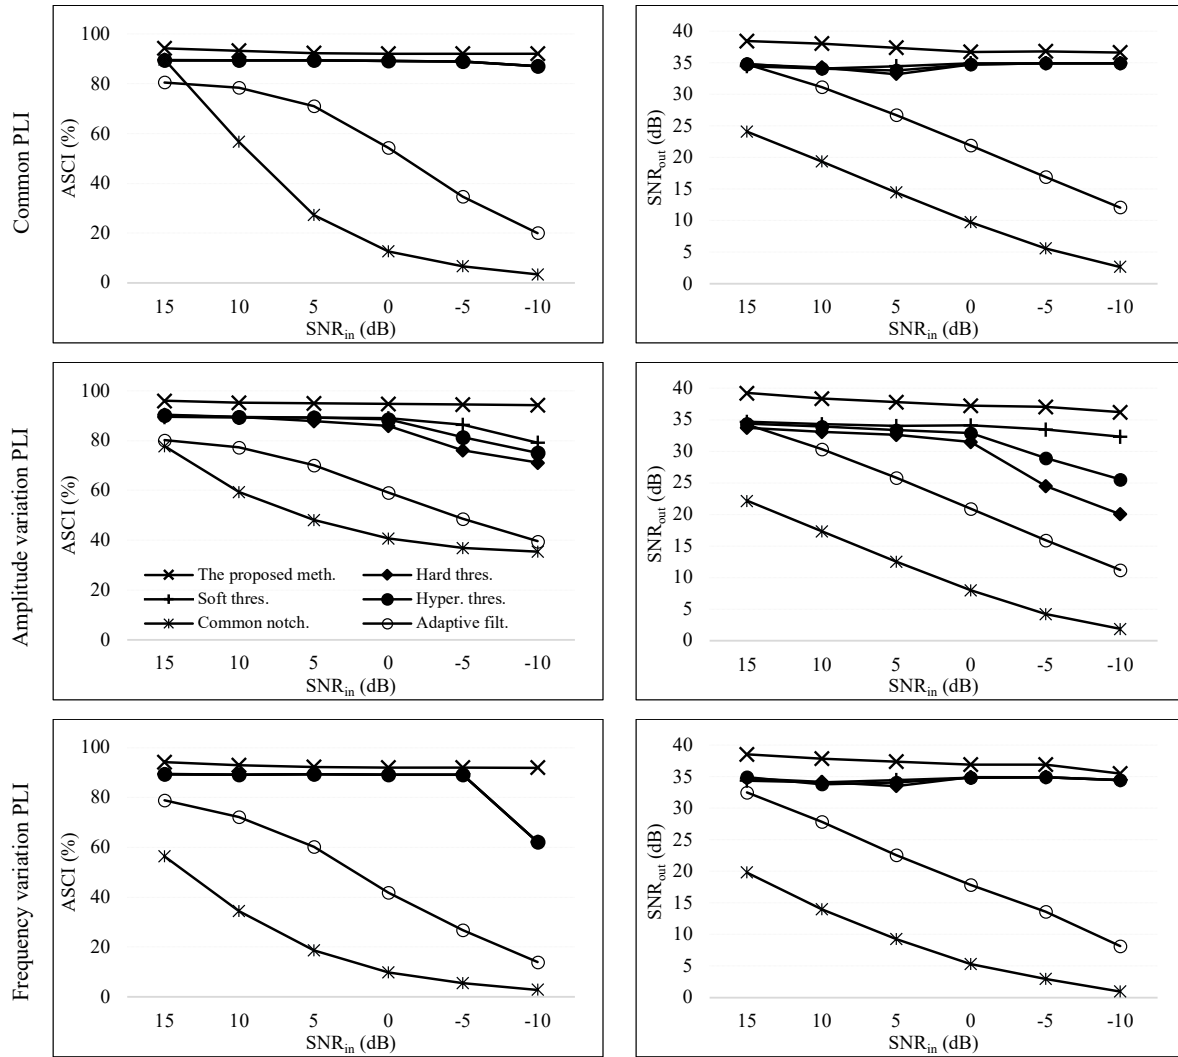 Common PLI
100
80
60
40
20
0
ASCI (%)
15 10 5 0 -5 -10
SNRin (dB)
40
35
30
25
20
15
10
5
0
SNRout (dB)
15 10 5 0 -5 -10
SNRin (dB)
Amplitude variation PLI
100
80
60
40
20
0
ASCI (%)
The proposed meth. Hard thres.
Soft thres. Hyper. thres.
Common notch. Adaptive filt.
15 10 5 0 -5 -10
SNRin (dB)
40
35
30
25
20
15
10
5
0
SNRout (dB)
15 10 5 0 -5 -10
SNRin (dB)
Frequency variation PLI
100
80
60
40
20
0
ASCI (%)
15 10 5 0 -5 -10
SNRin (dB)
40
35
30
25
20
15
10
5
0
SNRout (dB)
15 10 5 0 -5 -10
SNRin (dB)